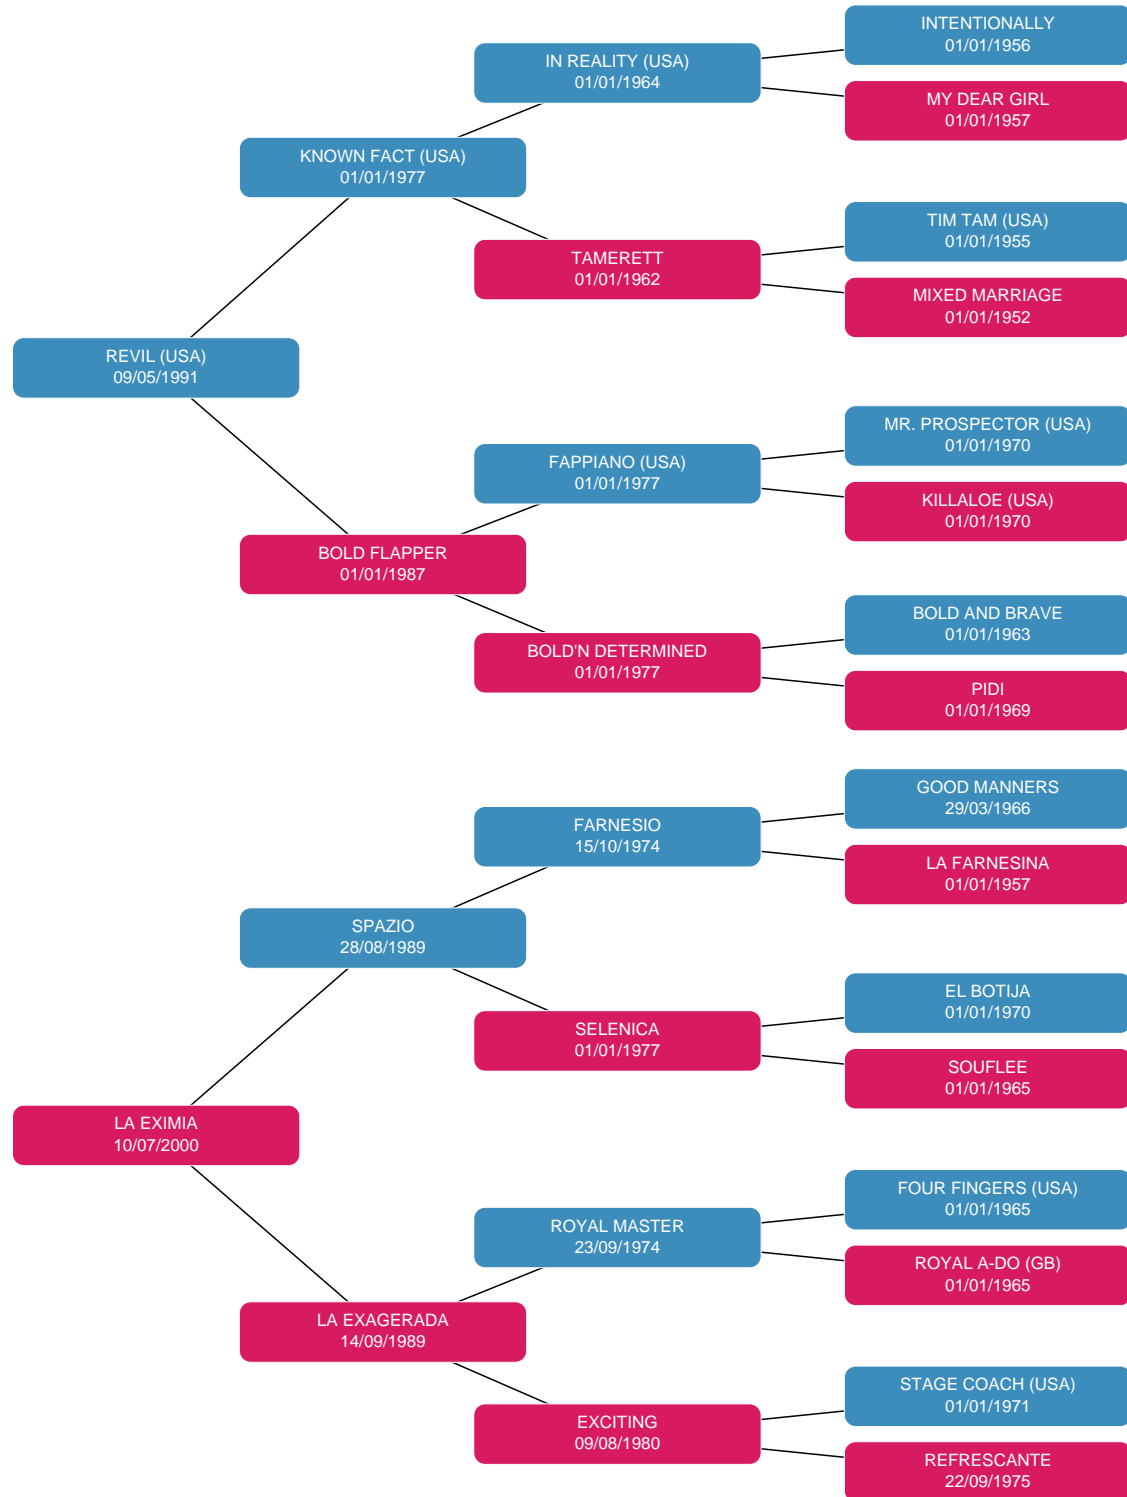 INTENTIONALLY
01/01/1956
IN REALITY (USA)
01/01/1964
MY DEAR GIRL
01/01/1957
KNOWN FACT (USA)
01/01/1977
TIM TAM (USA)
01/01/1955
TAMERETT
01/01/1962
MIXED MARRIAGE
01/01/1952
REVIL (USA)
09/05/1991
MR. PROSPECTOR (USA)
01/01/1970
FAPPIANO (USA)
01/01/1977
KILLALOE (USA)
01/01/1970
BOLD FLAPPER
01/01/1987
BOLD AND BRAVE
01/01/1963
BOLD'N DETERMINED
01/01/1977
PIDI
01/01/1969
GOOD MANNERS
29/03/1966
FARNESIO
15/10/1974
LA FARNESINA
01/01/1957
SPAZIO
28/08/1989
EL BOTIJA
01/01/1970
SELENICA
01/01/1977
SOUFLEE
01/01/1965
LA EXIMIA
10/07/2000
FOUR FINGERS (USA)
01/01/1965
ROYAL MASTER
23/09/1974
ROYAL A-DO (GB)
01/01/1965
LA EXAGERADA
14/09/1989
STAGE COACH (USA)
01/01/1971
EXCITING
09/08/1980
REFRESCANTE
22/09/1975